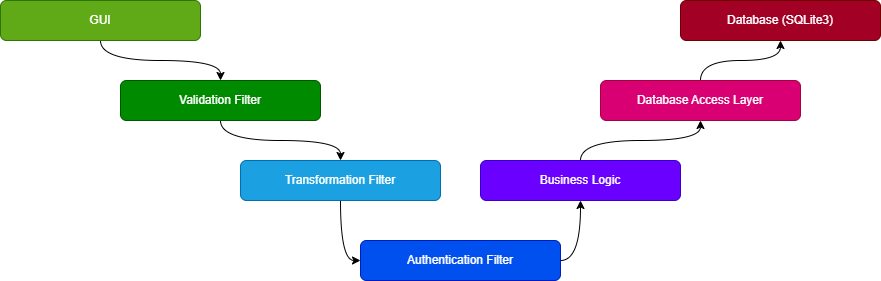 GUI
Database (SQLite3)
Validation Filter
Database Access Layer
Transformation Filter
Business Logic
Authentication Filter